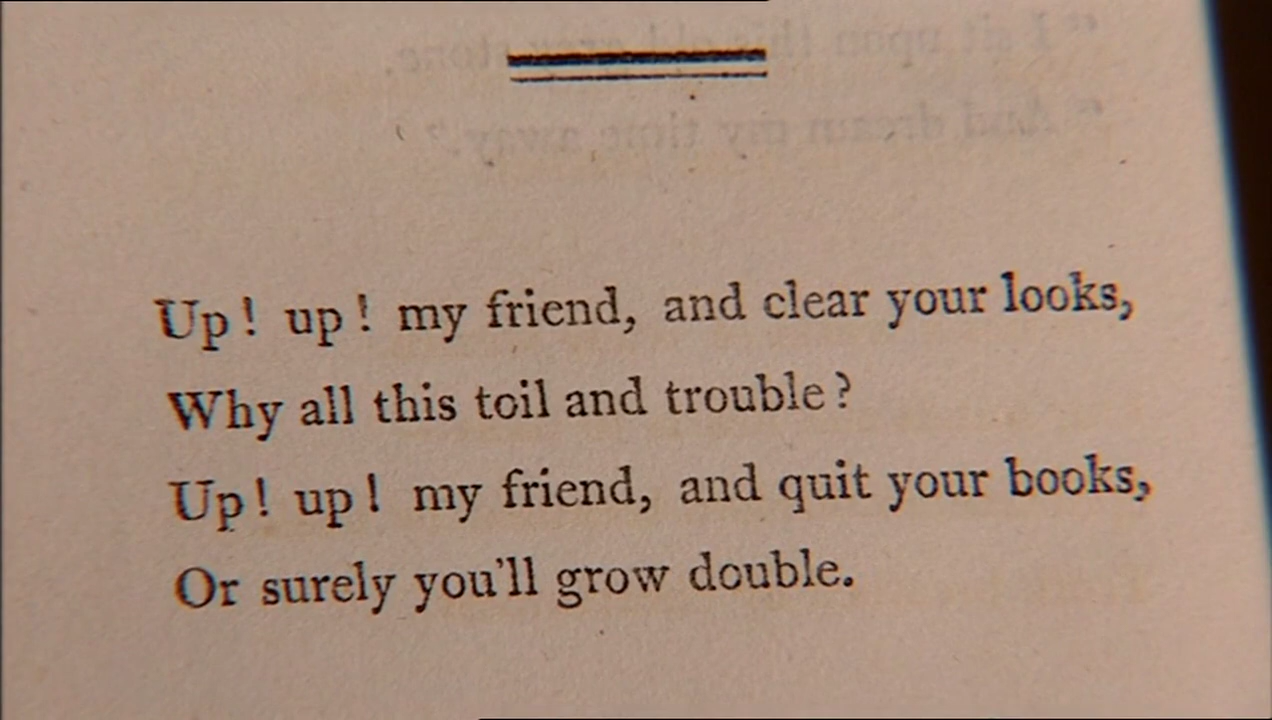 Up! up! my friend, and clear your looks,
Why all this toil and trouble?
Up! up! my friend, and quit your books,
Or surely you'll grow double.